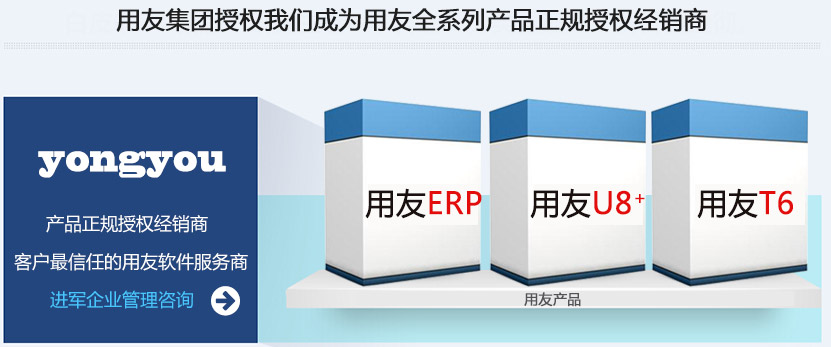 用友集团授权我们成为用友全系列产品正规授权经销商
yongyou
产品正规授权经销商
客户最信任的用友软件服务商
进军企业管理咨询
用友ERP
用友U8+
用友T6
用友产品